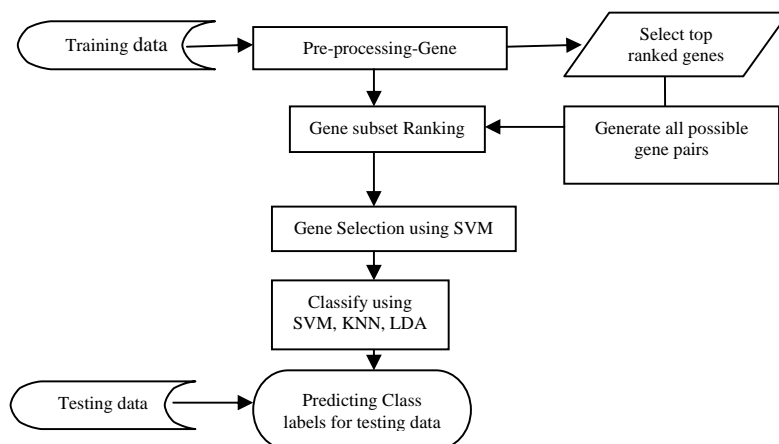 Training data
Pre-processing-Gene
Select top
ranked genes
Gene subset Ranking
Generate all possible
gene pairs
Gene Selection using SVM
Classify using
SVM, KNN, LDA
Testing data
Predicting Class
labels for testing data